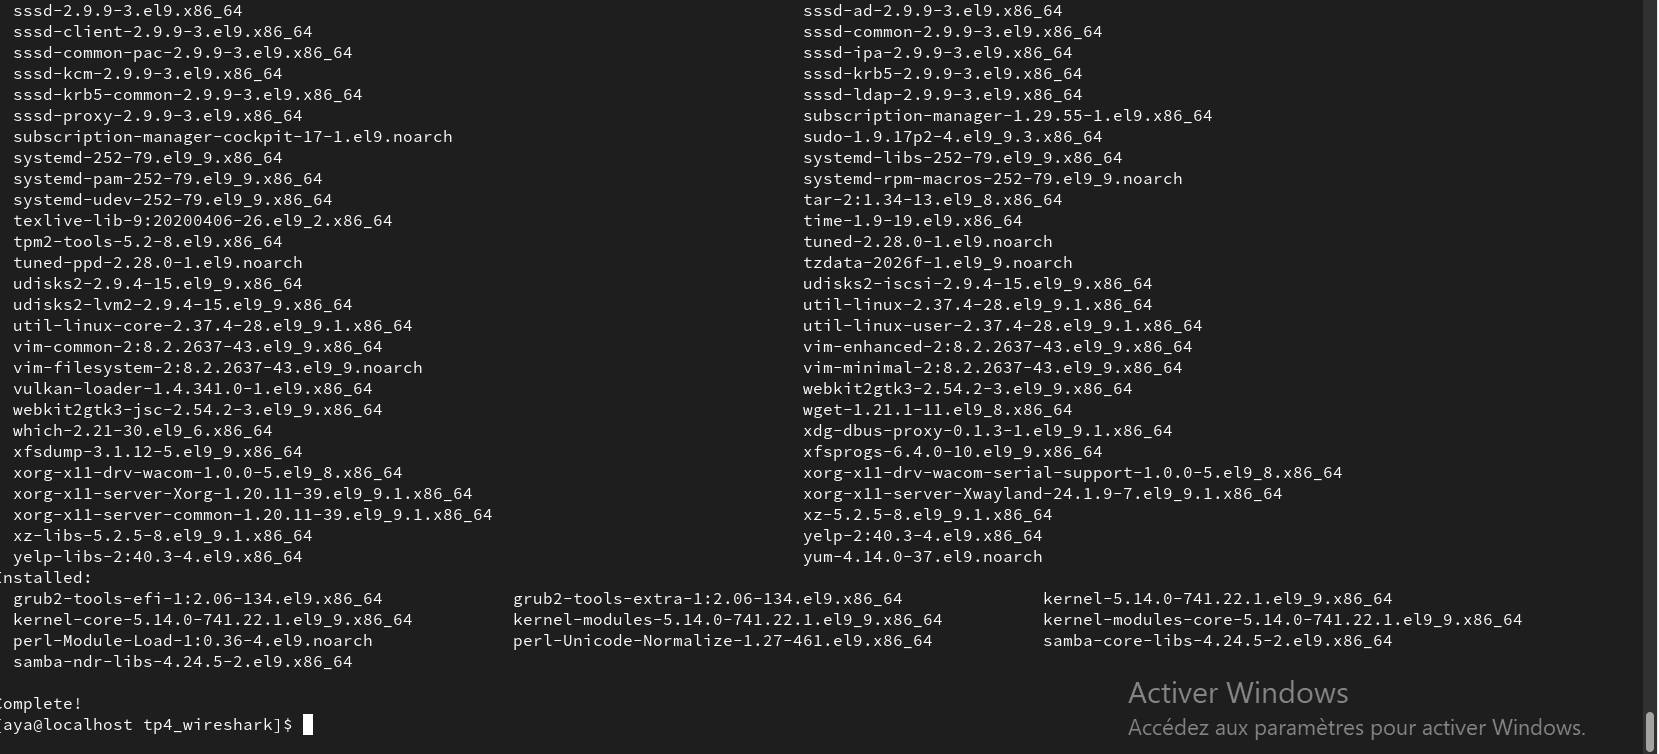 sssd-2.9.9-3.el9.x86_64 sssd-ad-2.9.9-3.el9.x86_64
sssd-client-2.9.9-3.el9.x86_64 sssd-common-2.9.9-3.el9.x86_64
sssd-common-pac-2.9.9-3.el9.x86_64 sssd-ipa-2.9.9-3.el9.x86_64
sssd-kcm-2.9.9-3.el9.x86_64 sssd-krb5-2.9.9-3.el9.x86_64
sssd-krb5-common-2.9.9-3.el9.x86_64 sssd-ldap-2.9.9-3.el9.x86_64
sssd-proxy-2.9.9-3.el9.x86_64 subscription-manager-1.29.55-1.el9.x86_64
subscription-manager-cockpit-17-1.el9.noarch sudo-1.9.17p2-4.el9_9.3.x86_64
systemd-252-79.el9_9.x86_64 systemd-libs-252-79.el9_9.x86_64
systemd-pam-252-79.el9_9.x86_64 systemd-rpm-macros-252-79.el9_9.noarch
systemd-udev-252-79.el9_9.x86_64 tar-2:1.34-13.el9_8.x86_64
texlive-lib-9:20200406-26.el9_2.x86_64 time-1.9-19.el9.x86_64
tpm2-tools-5.2-8.el9.x86_64 tuned-2.28.0-1.el9.noarch
tuned-ppd-2.28.0-1.el9.noarch tzdata-2026f-1.el9_9.noarch
udisks2-2.9.4-15.el9_9.x86_64 udisks2-iscsi-2.9.4-15.el9_9.x86_64
udisks2-lvm2-2.9.4-15.el9_9.x86_64 util-linux-2.37.4-28.el9_9.1.x86_64
util-linux-core-2.37.4-28.el9_9.1.x86_64 util-linux-user-2.37.4-28.el9_9.1.x86_64
vim-common-2:8.2.2637-43.el9_9.x86_64 vim-enhanced-2:8.2.2637-43.el9_9.x86_64
vim-filesystem-2:8.2.2637-43.el9_9.noarch vim-minimal-2:8.2.2637-43.el9_9.x86_64
vulkan-loader-1.4.341.0-1.el9.x86_64 webkit2gtk3-2.54.2-3.el9_9.x86_64
webkit2gtk3-jsc-2.54.2-3.el9_9.x86_64 wget-1.21.1-11.el9_8.x86_64
which-2.21-30.el9_6.x86_64 xdg-dbus-proxy-0.1.3-1.el9_9.1.x86_64
xfsdump-3.1.12-5.el9_9.x86_64 xfsprogs-6.4.0-10.el9_9.x86_64
xorg-x11-drv-wacom-1.0.0-5.el9_8.x86_64 xorg-x11-drv-wacom-serial-support-1.0.0-5.el9_8.x86_64
xorg-x11-server-Xorg-1.20.11-39.el9_9.1.x86_64 xorg-x11-server-Xwayland-24.1.9-7.el9_9.1.x86_64
xorg-x11-server-common-1.20.11-39.el9_9.1.x86_64 xz-5.2.5-8.el9_9.1.x86_64
xz-libs-5.2.5-8.el9_9.1.x86_64 yelp-2:40.3-4.el9.x86_64
yelp-libs-2:40.3-4.el9.x86_64 yum-4.14.0-37.el9.noarch
Installed:
grub2-tools-efi-1:2.06-134.el9.x86_64 grub2-tools-extra-1:2.06-134.el9.x86_64 kernel-5.14.0-741.22.1.el9_9.x86_64
kernel-core-5.14.0-741.22.1.el9_9.x86_64 kernel-modules-5.14.0-741.22.1.el9_9.x86_64 kernel-modules-core-5.14.0-741.22.1.el9_9.x86_64
perl-Module-Load-1:0.36-4.el9.noarch perl-Unicode-Normalize-1.27-461.el9.x86_64 samba-core-libs-4.24.5-2.el9.x86_64
samba-ndr-libs-4.24.5-2.el9.x86_64
Complete!
[aya@localhost tp4_wireshark]$
Activer Windows
Accédez aux paramètres pour activer Windows.